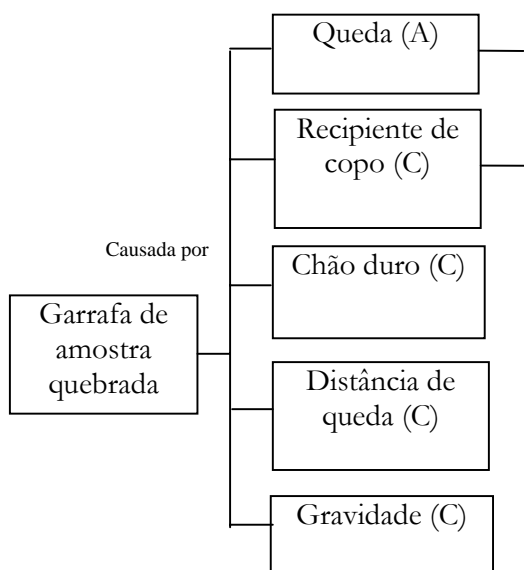 Queda (A)
Recipiente de
copo (C)
Causada por
Chão duro (C)
Garrafa de
amostra
quebrada
Distância de
queda (C)
Gravidade (C)